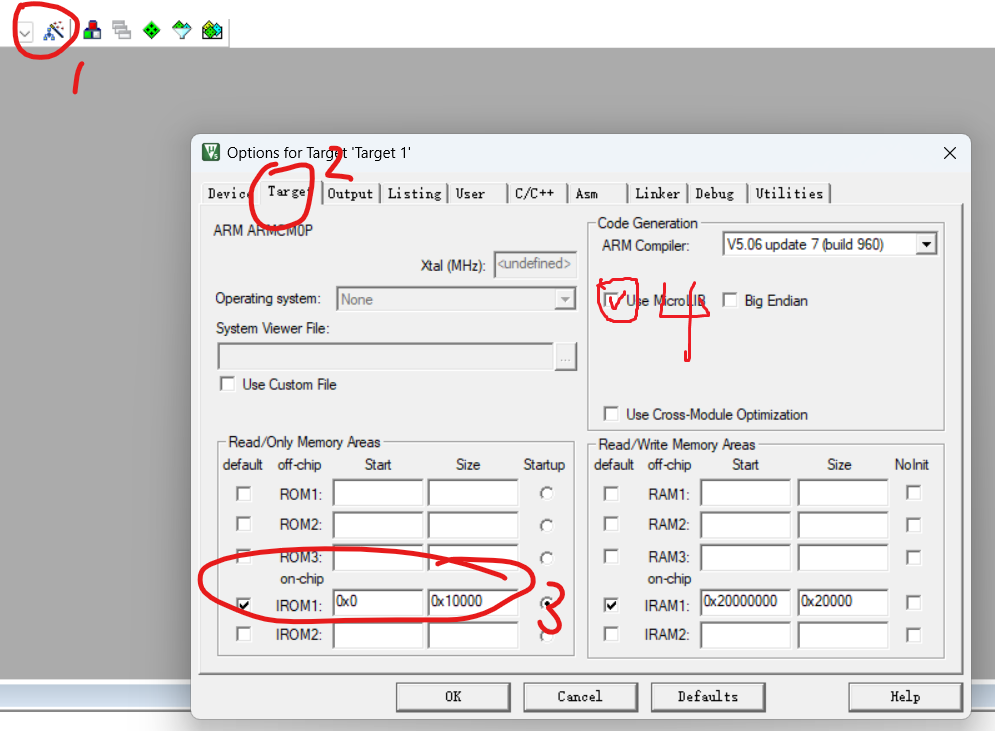 1
Options for Target 'Target 1'
2
Device Target Output Listing User C/C++ Asm Linker Debug Utilities
ARM ARMCM0P
Xtal (MHz): <undefined>
Operating system: None
System Viewer File:
...
Use Custom File
Code Generation
ARM Compiler: V5.06 update 7 (build 960)
Use MicroLIB Big Endian
4
Use Cross-Module Optimization
Read/Only Memory Areas
default off-chip Start Size Startup
ROM1:
ROM2:
ROM3:
on-chip
IROM1: 0x0 0x10000
3
IROM2:
Read/Write Memory Areas
default off-chip Start Size NoInit
RAM1:
RAM2:
RAM3:
on-chip
IRAM1: 0x20000000 0x20000
IRAM2:
OK Cancel Defaults Help